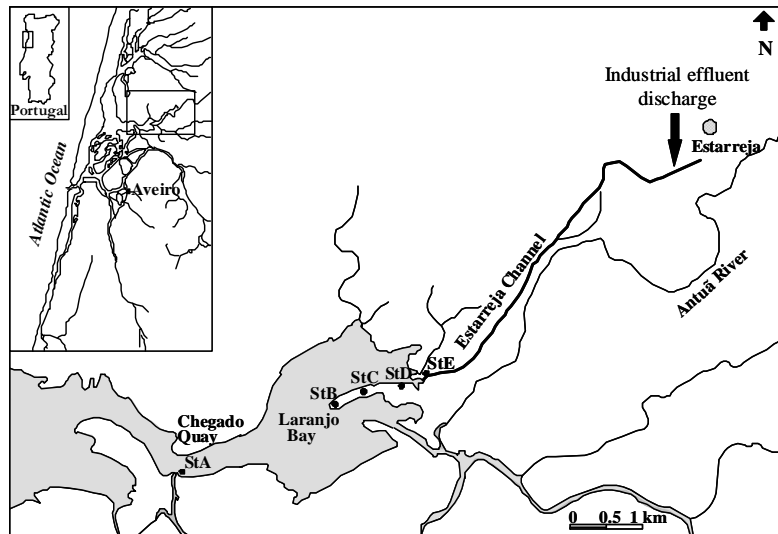 Portugal
Atlantic Ocean
Aveiro
N
Industrial effluent
discharge
Estarreja
Estarreja Channel
Antuã River
StE
StD
StC
StB
Laranjo
Bay
Chegado
Quay
StA
0 0.5 1 km